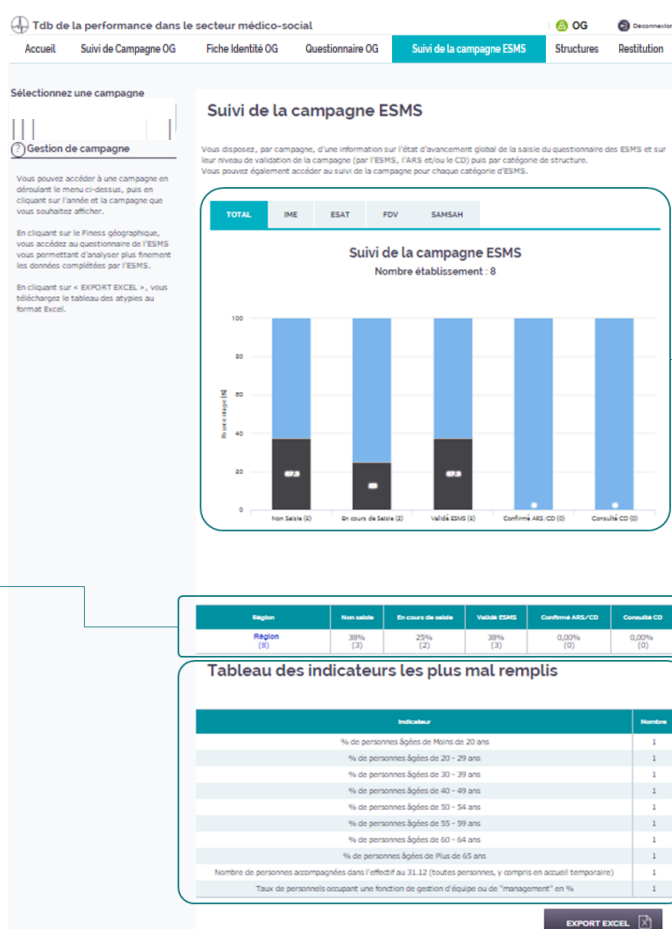 Tdb de la performance dans le secteur médico-social
OG
Déconnexion
Accueil
Suivi de Campagne OG
Fiche Identité OG
Questionnaire OG
Suivi de la campagne ESMS
Structures
Restitution
Sélectionnez une campagne
? Gestion de campagne
Vous pouvez accéder à une campagne en
déroulant le menu ci-dessus, puis en
cliquant sur l'année et la campagne que
vous souhaitez afficher.
En cliquant sur le Finess géographique,
vous accédez au questionnaire de l'ESMS
vous permettant d'analyser plus finement
les données complétées par l'ESMS.
En cliquant sur « EXPORT EXCEL », vous
téléchargez le tableau des atypies au
format Excel.
Suivi de la campagne ESMS
Vous disposez, par campagne, d'une information sur l'état d'avancement global de la saisie du questionnaire des ESMS et sur
leur niveau de validation de la campagne (par l'ESMS, l'ARS et/ou le CD) puis par catégorie de structure.
Vous pouvez également accéder au suivi de la campagne pour chaque catégorie d'ESMS.
TOTAL
IME
ESAT
FDV
SAMSAH
Suivi de la campagne ESMS
Nombre établissement : 8
100
80
60
40
20
0
Non Saisie
En cours de Saisie (2)
Validé ESMS
Confirmé ARS/CD (0)
Consulté CD (0)
Région Non saisie En cours de saisie Validé ESMS Confirmé ARS/CD Consulté CD
Région 38% 25% 38% 0,00% 0,00%
(8) (3) (2) (3) (0) (0)
Tableau des indicateurs les plus mal remplis
Indicateur Nombre
% de personnes âgées de Moins de 20 ans 1
% de personnes âgées de 20 - 29 ans 1
% de personnes âgées de 30 - 39 ans 1
% de personnes âgées de 40 - 49 ans 1
% de personnes âgées de 50 - 54 ans 1
% de personnes âgées de 55 - 59 ans 1
% de personnes âgées de 60 - 64 ans 1
% de personnes âgées de Plus de 65 ans 1
Nombre de personnes accompagnées dans l'effectif au 31.12 (toutes personnes, y compris en accueil temporaire) 1
Taux de personnels occupant une fonction de gestion d'équipe ou de "management" en % 1
EXPORT EXCEL